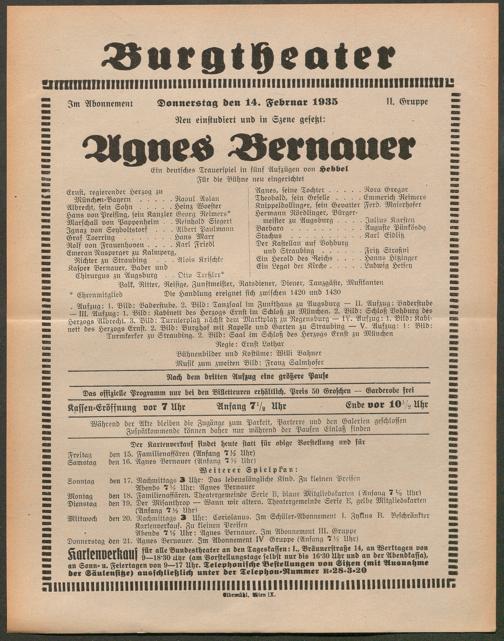 Burgtheater
Im Abonnement Donnerstag den 14. Februar 1935 II. Gruppe
Neu einstudiert und in Szene gesetzt:
Agnes Bernauer
Ein deutsches Trauerspiel in fünf Aufzügen von Hebbel
Für die Bühne neu eingerichtet
Ernst, regierender Herzog zu
München-Bayern . . . . . Raoul Aslan
Albrecht, sein Sohn . . . . Heinz Woester
Hans von Preising, sein Kanzler Georg Reimers*
Marschall von Pappenheim . Reinhold Siegert
Ignaz von Seyboltstorf . . Albert Paulmann
Graf Toerring . . . . . Hans Marr
Rolf von Frauenhoven . . . Karl Friedl
Emeran Nusperger zu Kalmperg,
Richter zu Straubing . . . Alois Krischke
Kaspar Bernauer, Bader und
Chirurgus zu Augsburg . . Otto Treßler*
Agnes, seine Tochter . . . . . Nora Gregor
Theobald, sein Geselle . . . . Emmerich Reimers
Knippeldollinger, sein Gevatter Ferd. Maierhofer
Hermann Nördlinger, Bürger-
meister zu Augsburg . . . . Julius Karsten
Barbara . . . . . Auguste Pünkösdy
Stachus . . . . . Karl Eidlitz
Der Kastellan auf Vohburg
und Straubing . . . . . Fritz Straßni
Ein Herold des Reichs . . . Hanns Hitzinger
Ein Legat der Kirche . . . . Ludwig Heisen
Volk, Ritter, Reisige, Zunftmeister, Ratsdiener, Diener, Tanzgäste, Musikanten
* Ehrenmitglied Die Handlung ereignet sich zwischen 1420 und 1430
Aufzug: 1. Bild: Baderstube. 2. Bild: Tanzsaal im Zunfthaus zu Augsburg — II. Aufzug: Baderstube
— III. Aufzug: 1. Bild: Kabinett des Herzogs Ernst im Schloß zu München. 2. Bild: Schloß Vohburg des
Herzogs Albrecht. 3. Bild: Turnierplatz nächst dem Marktplatz zu Regensburg — IV. Aufzug: 1. Bild: Kabi-
nett des Herzogs Ernst. 2. Bild: Burghof mit Kapelle und Garten zu Straubing — V. Aufzug: 1. Bild:
Turmkerker zu Straubing. 2. Bild: Saal im Schloß des Herzogs Ernst zu München
Regie: Ernst Lothar
Bühnenbilder und Kostüme: Willi Bahner
Musik zum zweiten Bild: Franz Salmhofer
Nach dem dritten Aufzug eine größere Pause
Das offizielle Programm nur bei den Billetteuren erhältlich. Preis 50 Groschen — Garderobe frei
Kassen-Eröffnung vor 7 Uhr Anfang 7½ Uhr Ende vor 10½ Uhr
Während der Akte bleiben die Zugänge zum Parkett, Parterre und den Galerien geschlossen
Zuspätkommende können daher nur während der Pausen Einlaß finden
Der Kartenverkauf findet heute statt für obige Vorstellung und für
Freitag den 15. Familienaffären (Anfang 7½ Uhr)
Samstag den 16. Agnes Bernauer (Anfang 7½ Uhr)
Weiterer Spielplan:
Sonntag den 17. Nachmittags 3 Uhr: Das lebenslängliche Kind. Zu kleinen Preisen
Abends 7½ Uhr: Agnes Bernauer
Montag den 18. Familienaffären. Theatergemeinde Serie B, blaue Mitgliedskarten (Anfang 7½ Uhr)
Dienstag den 19. Der Misanthrop — Wann wir altern. Theatergemeinde Serie E, gelbe Mitgliedskarten
(Anfang 7½ Uhr)
Mittwoch den 20. Nachmittags 3 Uhr: Coriolanus. Im Schüler-Abonnement I. Zyklus B. Beschränkter
Kartenverkauf. Zu kleinen Preisen
Abends 7½ Uhr: Agnes Bernauer. Im Abonnement III. Gruppe
Donnerstag den 21. Agnes Bernauer. Im Abonnement IV Gruppe (Anfang 7½ Uhr)
Kartenverkauf für alle Bundestheater an den Tageskassen: I., Bräunerstraße 14, an Werktagen von
9—18·30 Uhr (am Vorstellungstage selbst nur bis 16·30 Uhr und an der Abendkassa),
an Sonn- u. Feiertagen von 9—17 Uhr. Telephonische Bestellungen von Sitzen (mit Ausnahme
der Säulensitze) ausschließlich unter der Telephon-Nummer R-28-3-20
Elbemühl, Wien IX.